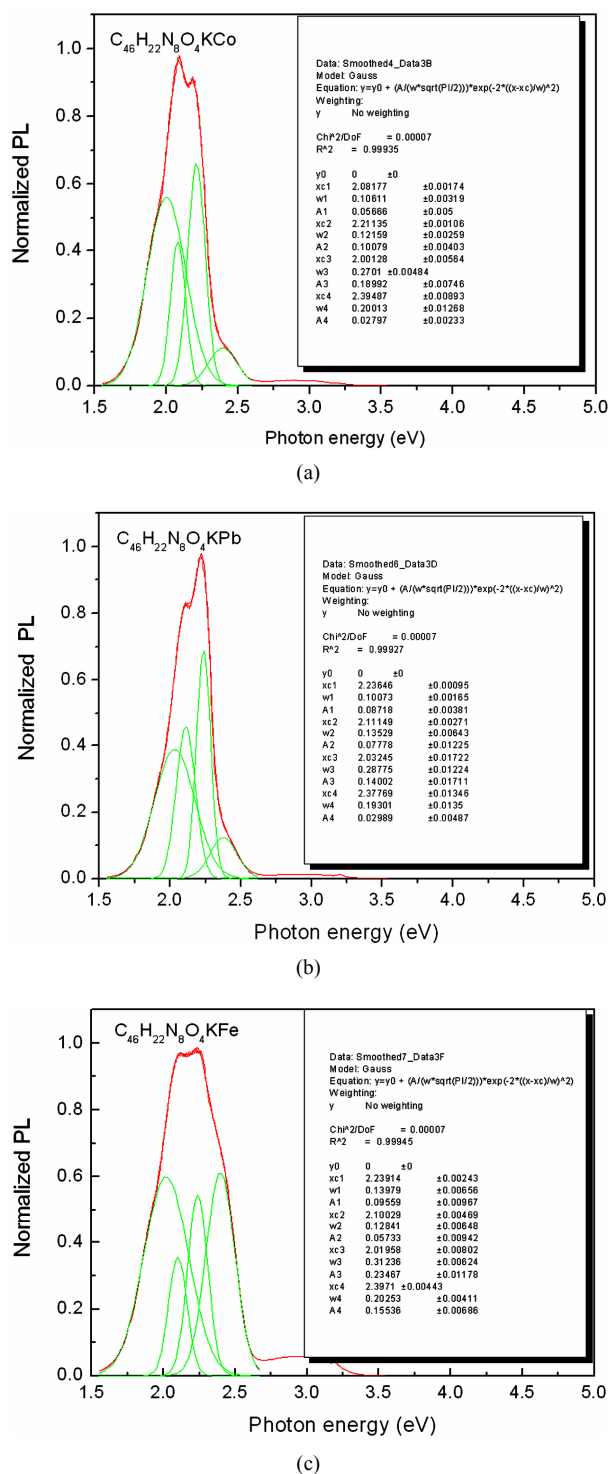 C46H22N8O4KCo
Normalized PL
1.0
0.8
0.6
0.4
0.2
0.0
1.5 2.0 2.5 3.0 3.5 4.0 4.5 5.0
Photon energy (eV)
Data: Smoothed4_Data3B
Model: Gauss
Equation: y=y0 + (A/(w*sqrt(PI/2)))*exp(-2*((x-xc)/w)^2)
Weighting:
y No weighting
Chi^2/DoF = 0.00007
R^2 = 0.99935
y0 0 ±0
xc1 2.08177 ±0.00174
w1 0.10611 ±0.00319
A1 0.05666 ±0.005
xc2 2.21135 ±0.00106
w2 0.12159 ±0.00259
A2 0.10079 ±0.00403
xc3 2.00128 ±0.00564
w3 0.2701 ±0.00484
A3 0.18992 ±0.00746
xc4 2.39487 ±0.00893
w4 0.20013 ±0.01268
A4 0.02797 ±0.00233
(a)
C46H22N8O4KPb
Normalized PL
1.0
0.8
0.6
0.4
0.2
0.0
1.5 2.0 2.5 3.0 3.5 4.0 4.5 5.0
Photon energy (eV)
Data: Smoothed6_Data3D
Model: Gauss
Equation: y=y0 + (A/(w*sqrt(PI/2)))*exp(-2*((x-xc)/w)^2)
Weighting:
y No weighting
Chi^2/DoF = 0.00007
R^2 = 0.99927
y0 0 ±0
xc1 2.23646 ±0.00095
w1 0.10073 ±0.00165
A1 0.08718 ±0.00381
xc2 2.11149 ±0.00271
w2 0.13529 ±0.00643
A2 0.07778 ±0.01225
xc3 2.03245 ±0.01722
w3 0.28775 ±0.01224
A3 0.14002 ±0.01711
xc4 2.37769 ±0.01346
w4 0.19301 ±0.0135
A4 0.02989 ±0.00487
(b)
C46H22N8O4KFe
Normalized PL
1.0
0.8
0.6
0.4
0.2
0.0
1.5 2.0 2.5 3.0 3.5 4.0 4.5 5.0
Photon energy (eV)
Data: Smoothed7_Data3F
Model: Gauss
Equation: y=y0 + (A/(w*sqrt(PI/2)))*exp(-2*((x-xc)/w)^2)
Weighting:
y No weighting
Chi^2/DoF = 0.00007
R^2 = 0.99945
y0 0 ±0
xc1 2.23914 ±0.00243
w1 0.13979 ±0.00656
A1 0.09559 ±0.00967
xc2 2.10029 ±0.00469
w2 0.12841 ±0.00648
A2 0.05733 ±0.00942
xc3 2.01958 ±0.00802
w3 0.31236 ±0.00624
A3 0.23467 ±0.01178
xc4 2.3971 ±0.00443
w4 0.20253 ±0.00411
A4 0.15536 ±0.00686
(c)